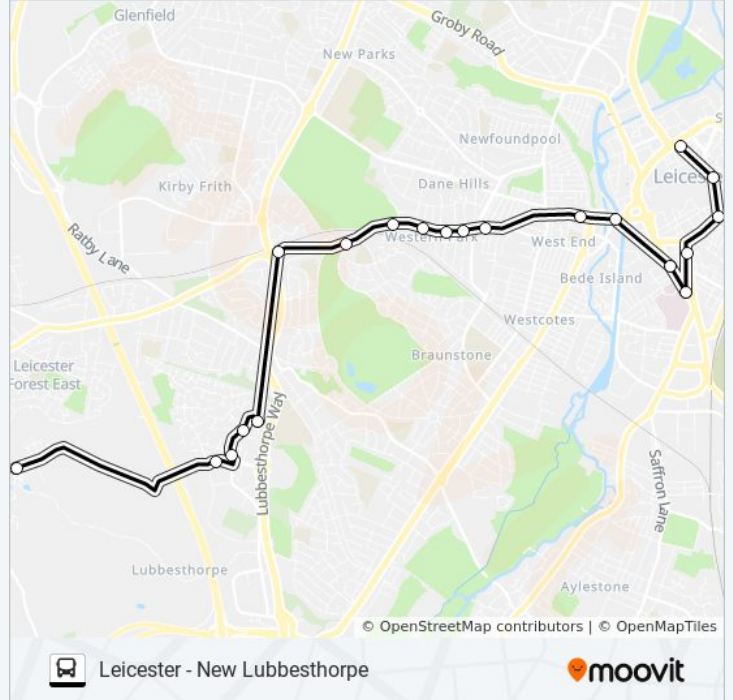 Glenfield
Groby Road
New Parks
Newfoundpool
Kirby Frith
Dane Hills
Leices
Ratby Lane
Western Park
West End
Bede Island
Westcotes
Leicester
Forest East
Braunstone
Lubbesthorpe Way
Saffron Lane
Lubbesthorpe
Aylestone
© OpenStreetMap contributors | © OpenMapTiles
Leicester - New Lubbesthorpe
moovit